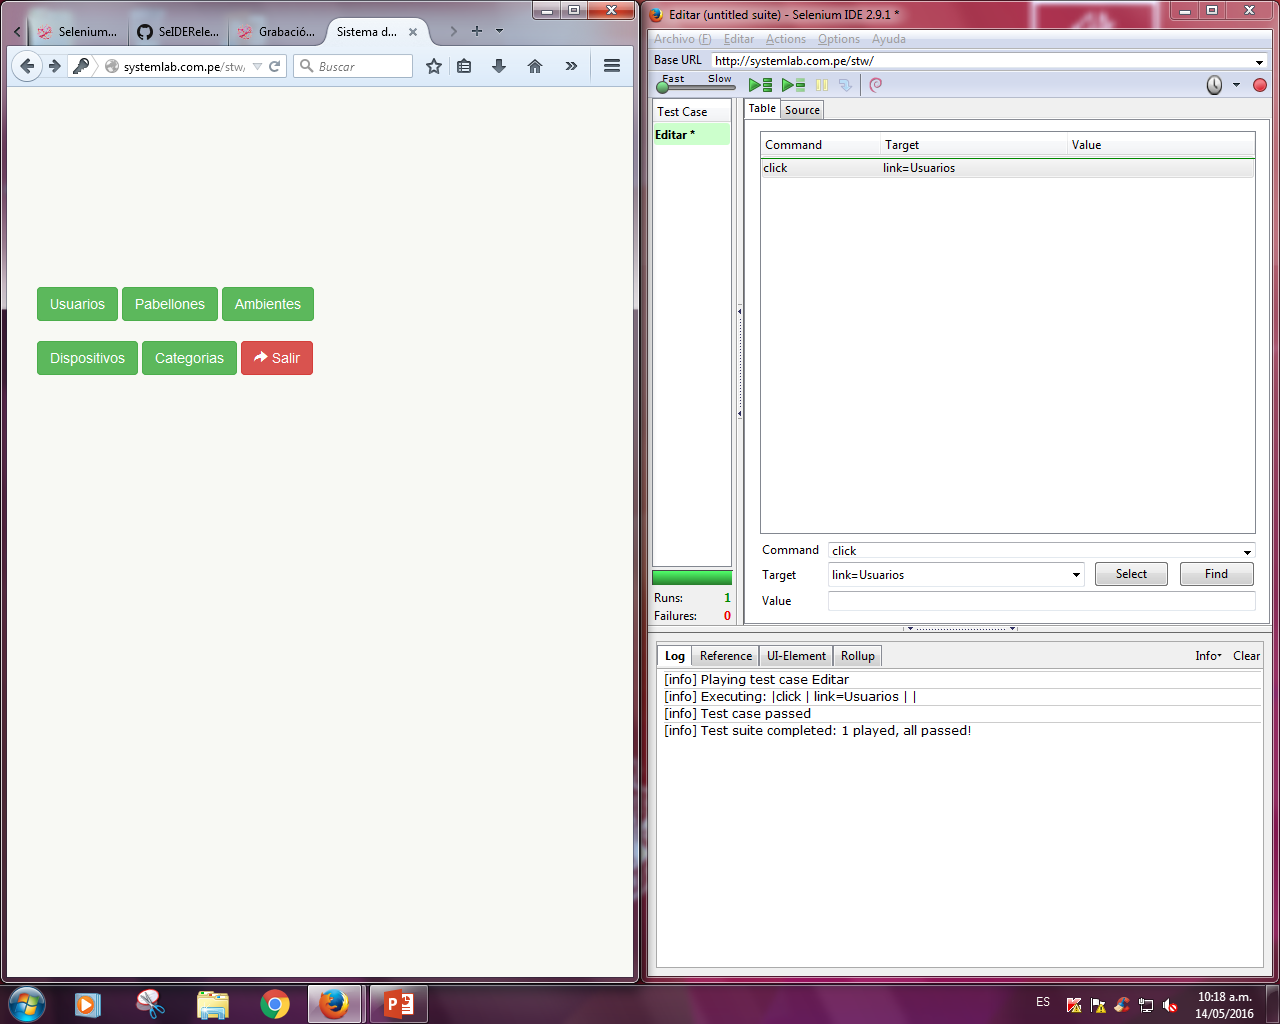 Selenium...
SeIDERele...
Grabació...
Sistema d...
systemlab.com.pe/stw/
Buscar
Usuarios
Pabellones
Ambientes
Dispositivos
Categorias
Salir
Editar (untitled suite) - Selenium IDE 2.9.1 *
Archivo (F) Editar Actions Options Ayuda
Base URL http://systemlab.com.pe/stw/
Fast Slow
Test Case
Editar *
Runs: 1
Failures: 0
Table Source
Command Target Value
click link=Usuarios
Command click
Target link=Usuarios Select Find
Value
Log Reference UI-Element Rollup Info Clear
[info] Playing test case Editar
[info] Executing: |click | link=Usuarios | |
[info] Test case passed
[info] Test suite completed: 1 played, all passed!
ES
10:18 a.m.
14/05/2016